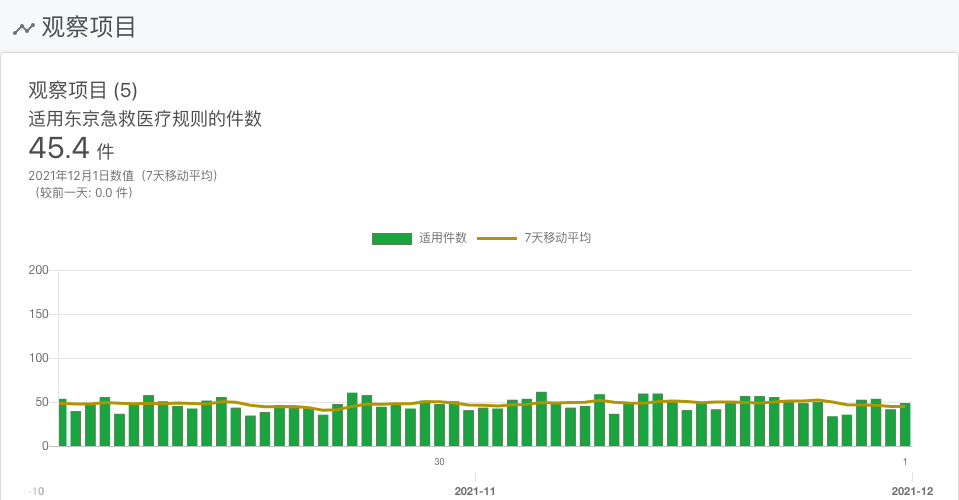 观察项目
观察项目 (5)
适用东京急救医疗规则的件数
45.4 件
2021年12月1日数值（7天移动平均）
（较前一天: 0.0 件）
适用件数 7天移动平均
200
150
100
50
0
30 1
-10 2021-11 2021-12